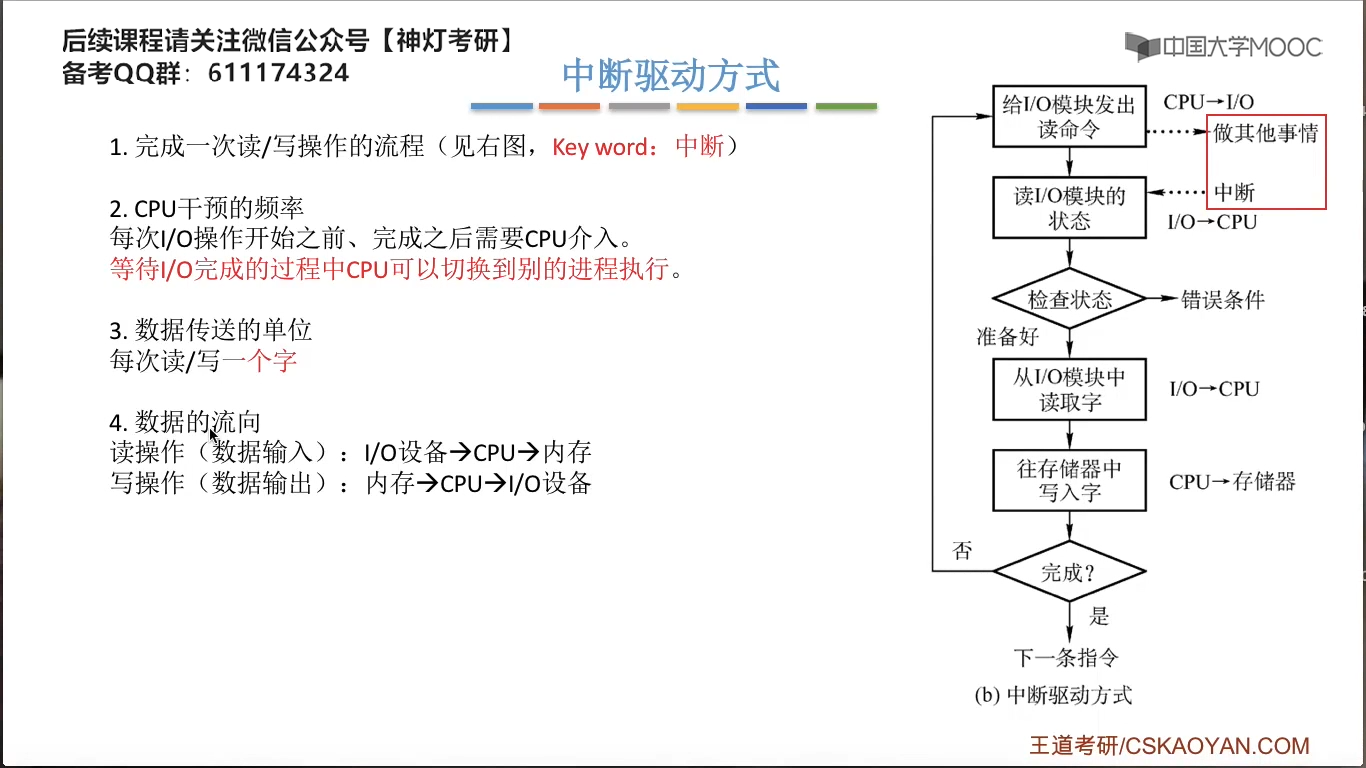 后续课程请关注微信公众号【神灯考研】
备考QQ群：611174324
中国大学MOOC
中断驱动方式
1. 完成一次读/写操作的流程（见右图，Key word：中断）
2. CPU干预的频率
每次I/O操作开始之前、完成之后需要CPU介入。
等待I/O完成的过程中CPU可以切换到别的进程执行。
3. 数据传送的单位
每次读/写一个字
4. 数据的流向
读操作（数据输入）：I/O设备→CPU→内存
写操作（数据输出）：内存→CPU→I/O设备
给I/O模块发出
读命令
CPU→I/O
做其他事情
中断
读I/O模块的
状态
I/O→CPU
检查状态
错误条件
准备好
从I/O模块中
读取字
I/O→CPU
往存储器中
写入字
CPU→存储器
否
完成?
是
下一条指令
(b) 中断驱动方式
王道考研/CSKAOYAN.COM